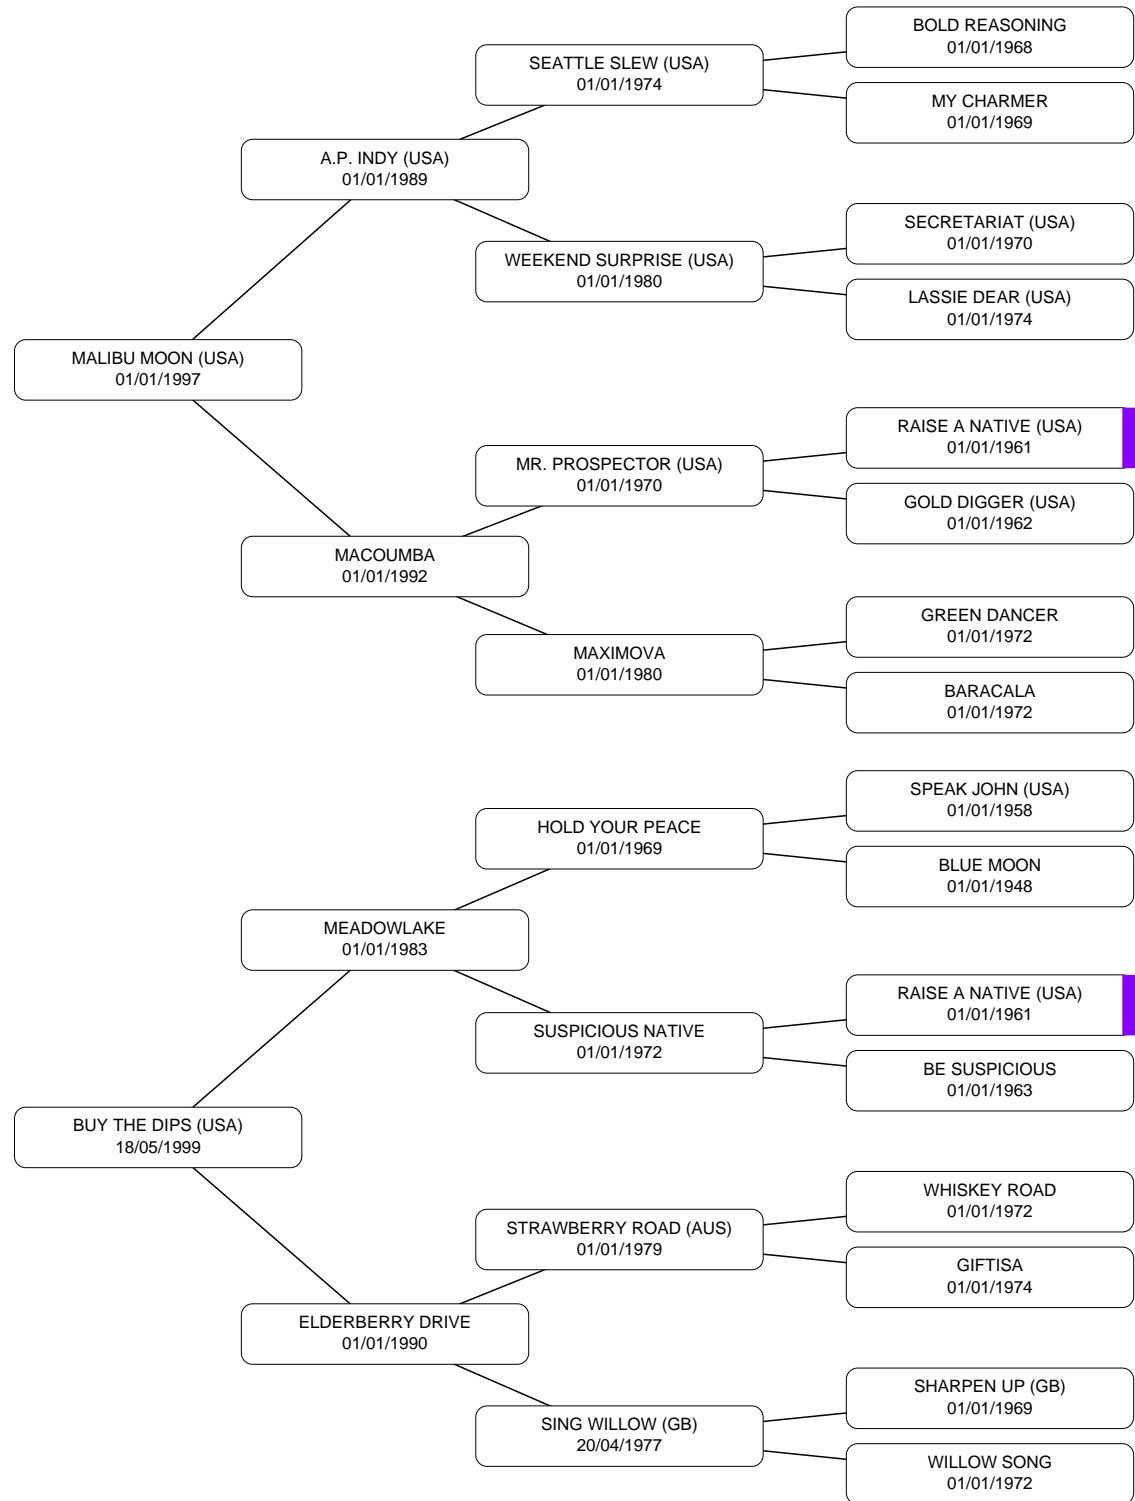 BOLD REASONING
01/01/1968
SEATTLE SLEW (USA)
01/01/1974
MY CHARMER
01/01/1969
A.P. INDY (USA)
01/01/1989
SECRETARIAT (USA)
01/01/1970
WEEKEND SURPRISE (USA)
01/01/1980
LASSIE DEAR (USA)
01/01/1974
MALIBU MOON (USA)
01/01/1997
RAISE A NATIVE (USA)
01/01/1961
MR. PROSPECTOR (USA)
01/01/1970
GOLD DIGGER (USA)
01/01/1962
MACOUMBA
01/01/1992
GREEN DANCER
01/01/1972
MAXIMOVA
01/01/1980
BARACALA
01/01/1972
SPEAK JOHN (USA)
01/01/1958
HOLD YOUR PEACE
01/01/1969
BLUE MOON
01/01/1948
MEADOWLAKE
01/01/1983
RAISE A NATIVE (USA)
01/01/1961
SUSPICIOUS NATIVE
01/01/1972
BE SUSPICIOUS
01/01/1963
BUY THE DIPS (USA)
18/05/1999
WHISKEY ROAD
01/01/1972
STRAWBERRY ROAD (AUS)
01/01/1979
GIFTISA
01/01/1974
ELDERBERRY DRIVE
01/01/1990
SHARPEN UP (GB)
01/01/1969
SING WILLOW (GB)
20/04/1977
WILLOW SONG
01/01/1972